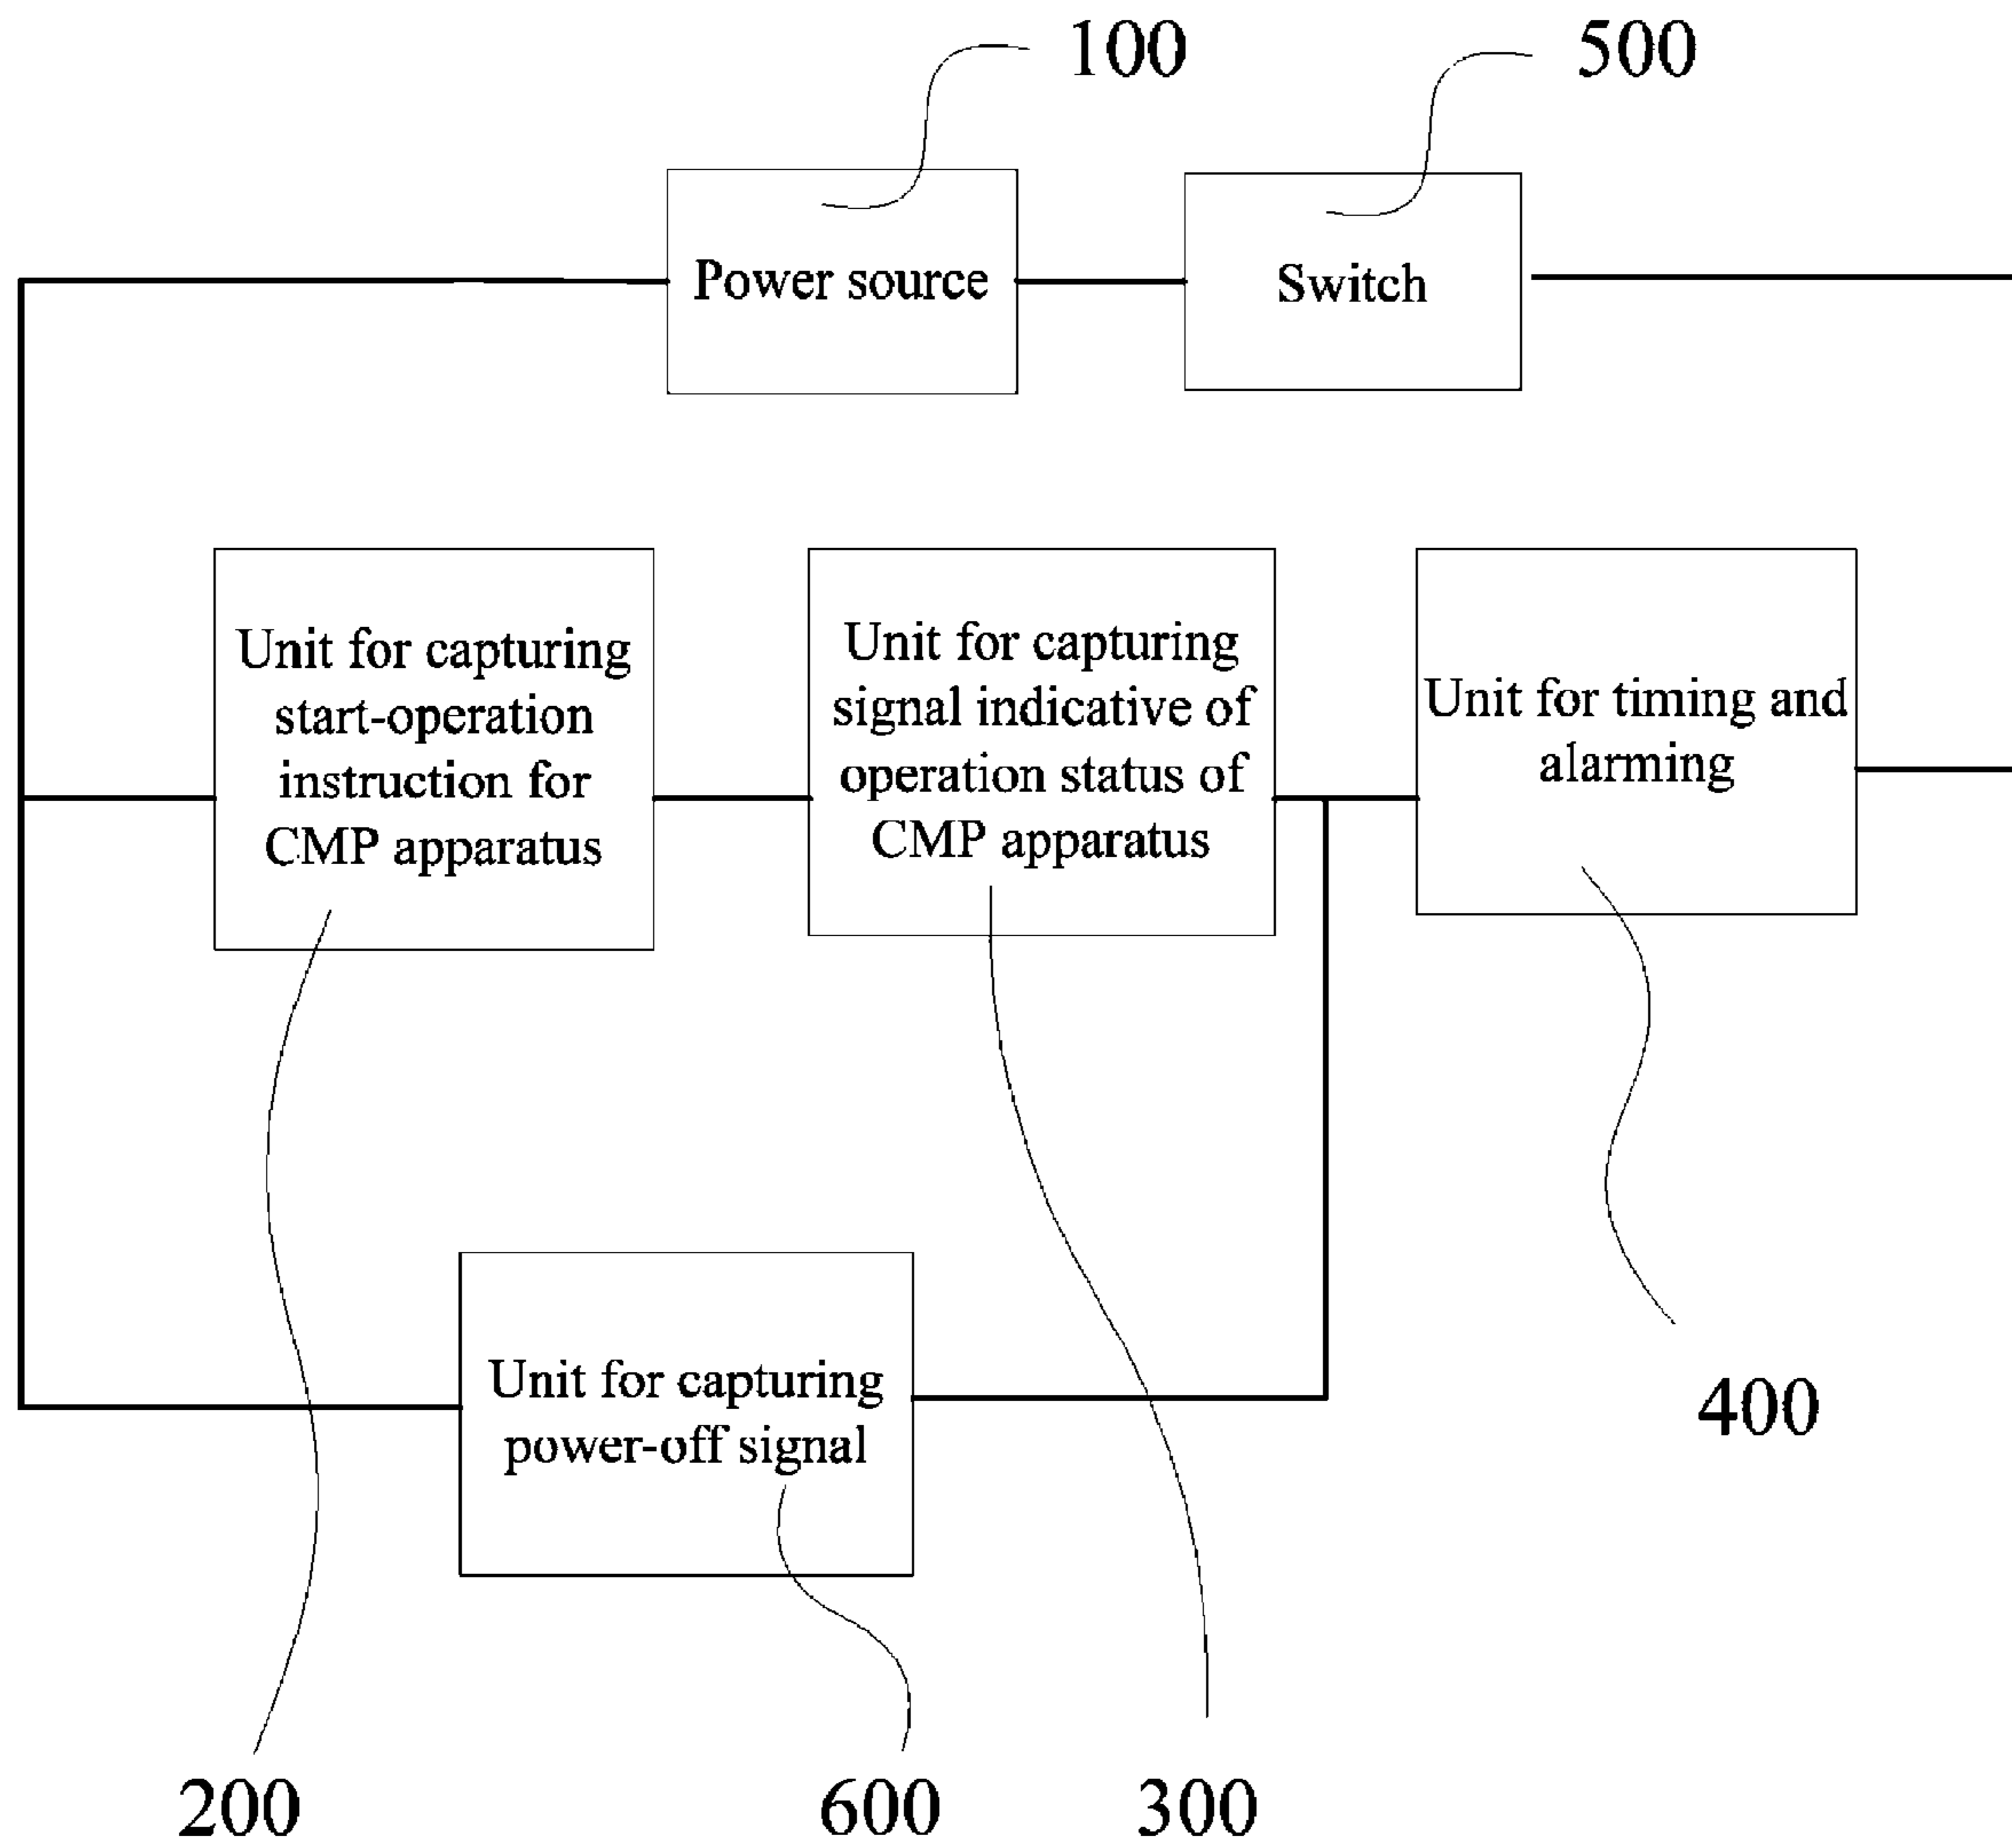 100
500
Power source
Switch
Unit for capturing
start-operation
instruction for
CMP apparatus
Unit for capturing
signal indicative of
operation status of
CMP apparatus
Unit for timing and
alarming
Unit for capturing
power-off signal
400
200
600
300